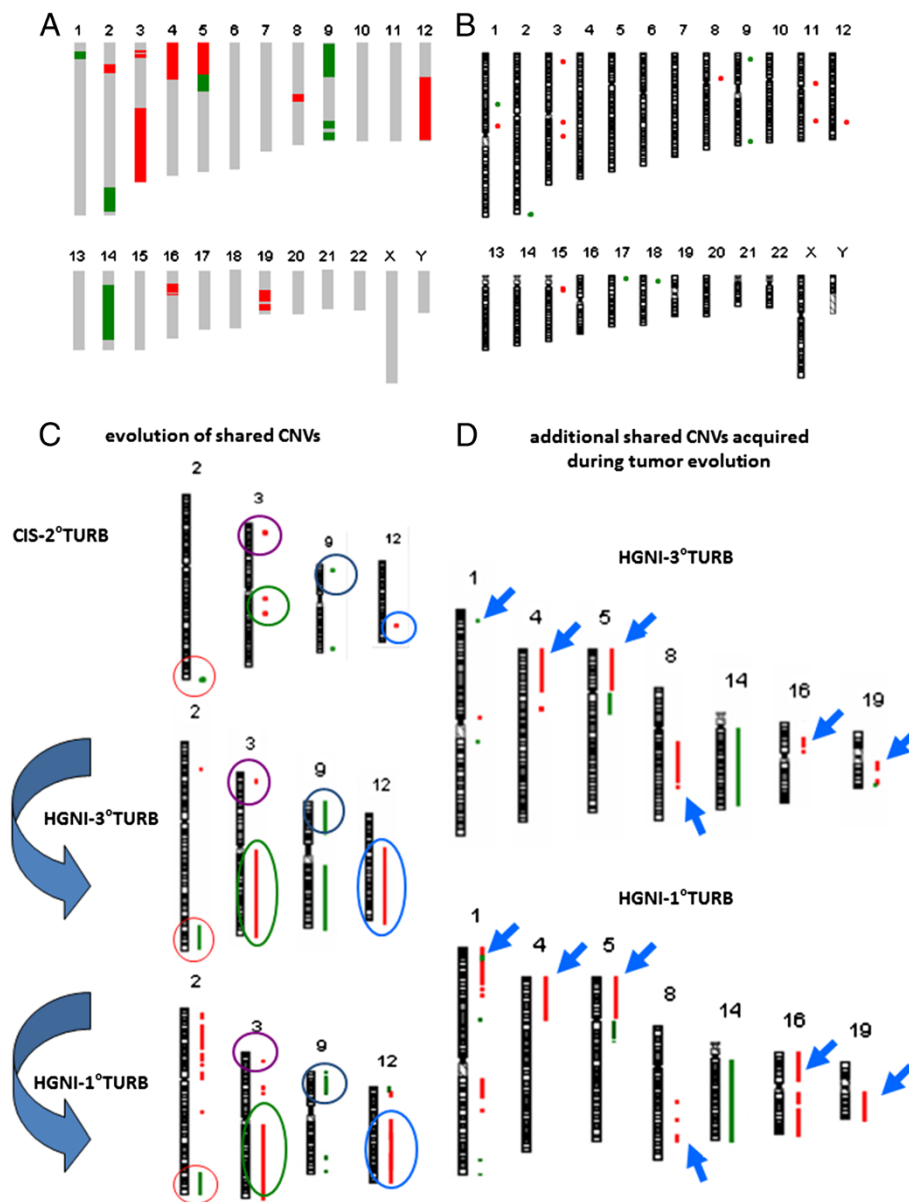 A
1 2 3 4 5 6 7 8 9 10 11 12
13 14 15 16 17 18 19 20 21 22 X Y
B
1 2 3 4 5 6 7 8 9 10 11 12
13 14 15 16 17 18 19 20 21 22 X Y
C
evolution of shared CNVs
CIS-2°TURB
2 3 9 12
HGNI-3°TURB
2 3 9 12
HGNI-1°TURB
2 3 9 12
D
additional shared CNVs acquired
during tumor evolution
HGNI-3°TURB
1 4 5 8 14 16 19
HGNI-1°TURB
1 4 5 8 14 16 19